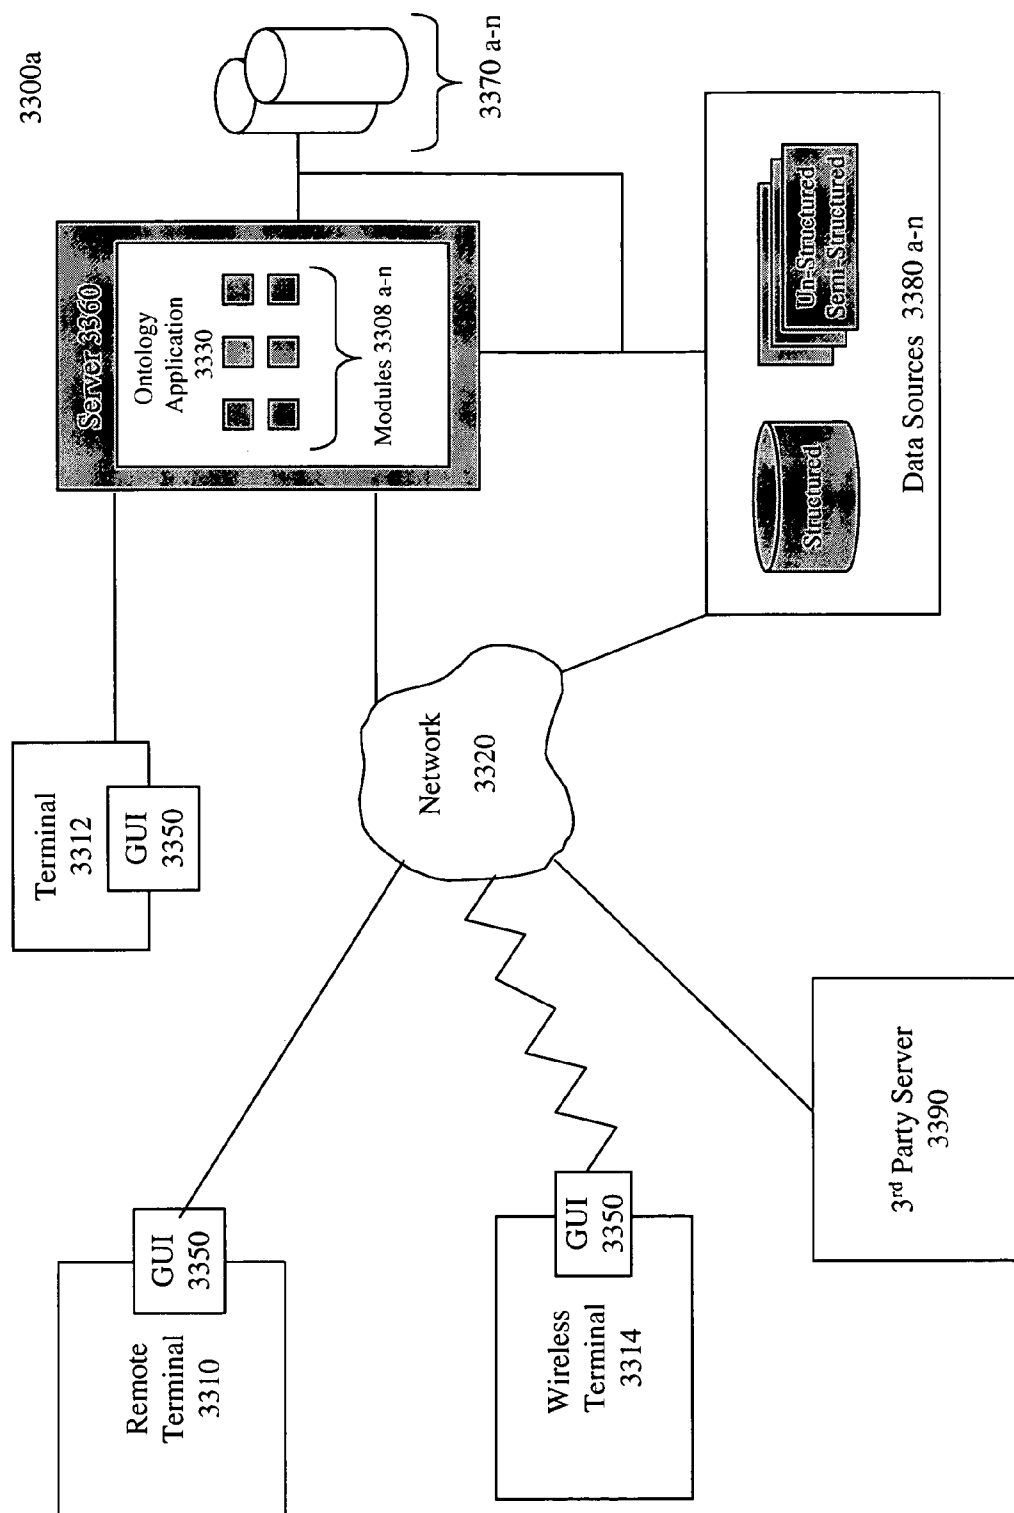 3300a
Remote
Terminal
3310
GUI
3350
Terminal
3312
GUI
3350
Server 3360
Ontology
Application
3330
Modules 3308 a-n
3370 a-n
Network
3320
Wireless
Terminal
3314
GUI
3350
3rd Party Server
3390
Structured
Un-Structured
Semi-Structured
Data Sources 3380 a-n